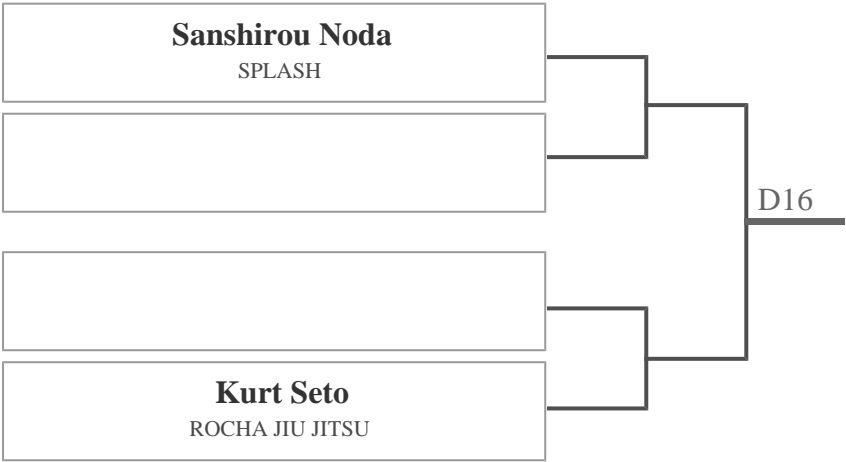 Sanshirou Noda
SPLASH
D16
Kurt Seto
ROCHA JIU JITSU